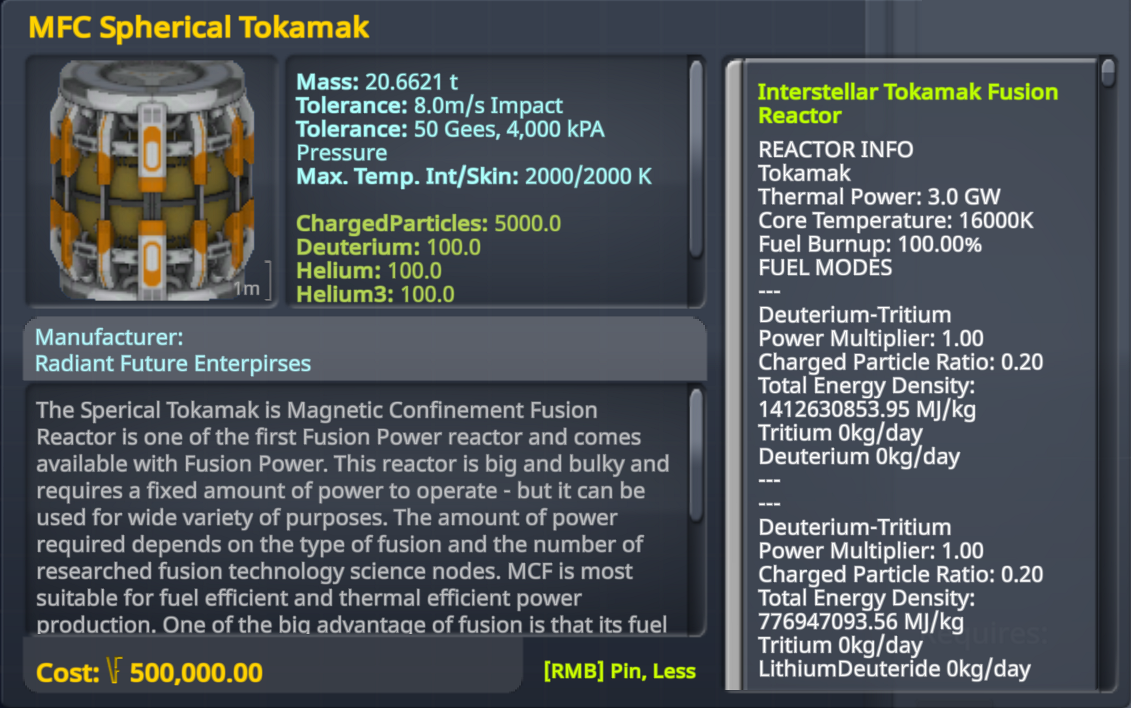 MFC Spherical Tokamak
1m
Mass: 20.6621 t
Tolerance: 8.0m/s Impact
Tolerance: 50 Gees, 4,000 kPA
Pressure
Max. Temp. Int/Skin: 2000/2000 K
ChargedParticles: 5000.0
Deuterium: 100.0
Helium: 100.0
Helium3: 100.0
Manufacturer:
Radiant Future Enterpirses
The Sperical Tokamak is Magnetic Confinement Fusion
Reactor is one of the first Fusion Power reactor and comes
available with Fusion Power. This reactor is big and bulky and
requires a fixed amount of power to operate - but it can be
used for wide variety of purposes. The amount of power
required depends on the type of fusion and the number of
researched fusion technology science nodes. MCF is most
suitable for fuel efficient and thermal efficient power
production. One of the big advantage of fusion is that its fuel
Cost: 500,000.00
[RMB] Pin, Less
Interstellar Tokamak Fusion
Reactor
REACTOR INFO
Tokamak
Thermal Power: 3.0 GW
Core Temperature: 16000K
Fuel Burnup: 100.00%
FUEL MODES
---
Deuterium-Tritium
Power Multiplier: 1.00
Charged Particle Ratio: 0.20
Total Energy Density:
1412630853.95 MJ/kg
Tritium 0kg/day
Deuterium 0kg/day
---
---
Deuterium-Tritium
Power Multiplier: 1.00
Charged Particle Ratio: 0.20
Total Energy Density:
776947093.56 MJ/kg
Tritium 0kg/day
LithiumDeuteride 0kg/day